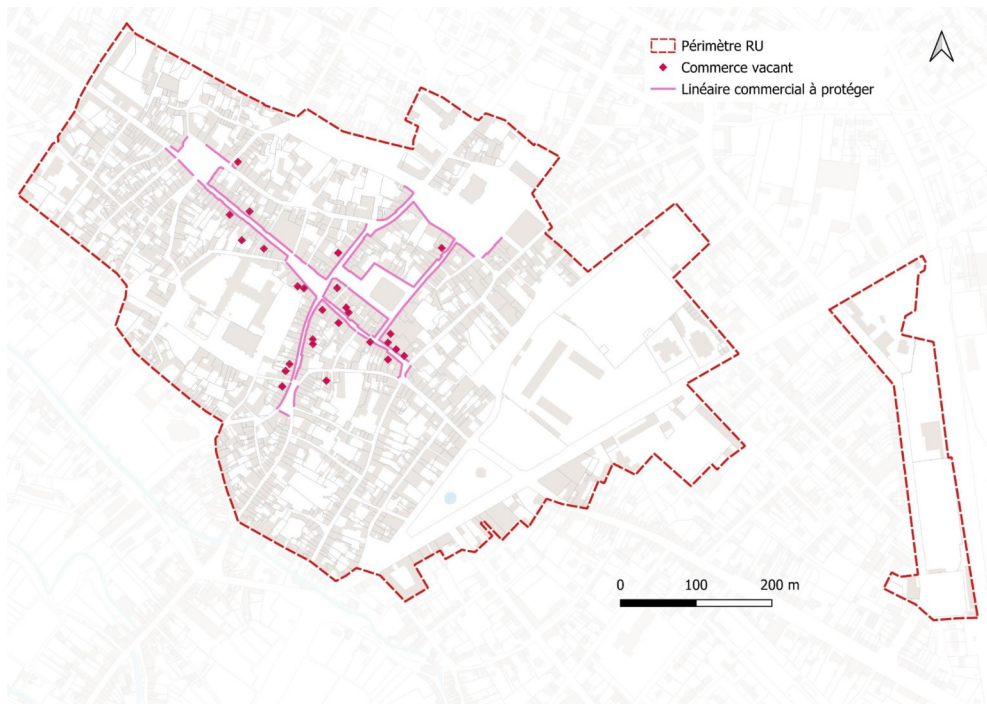 Périmètre RU
Commerce vacant
Linéaire commercial à protéger
0 100 200 m